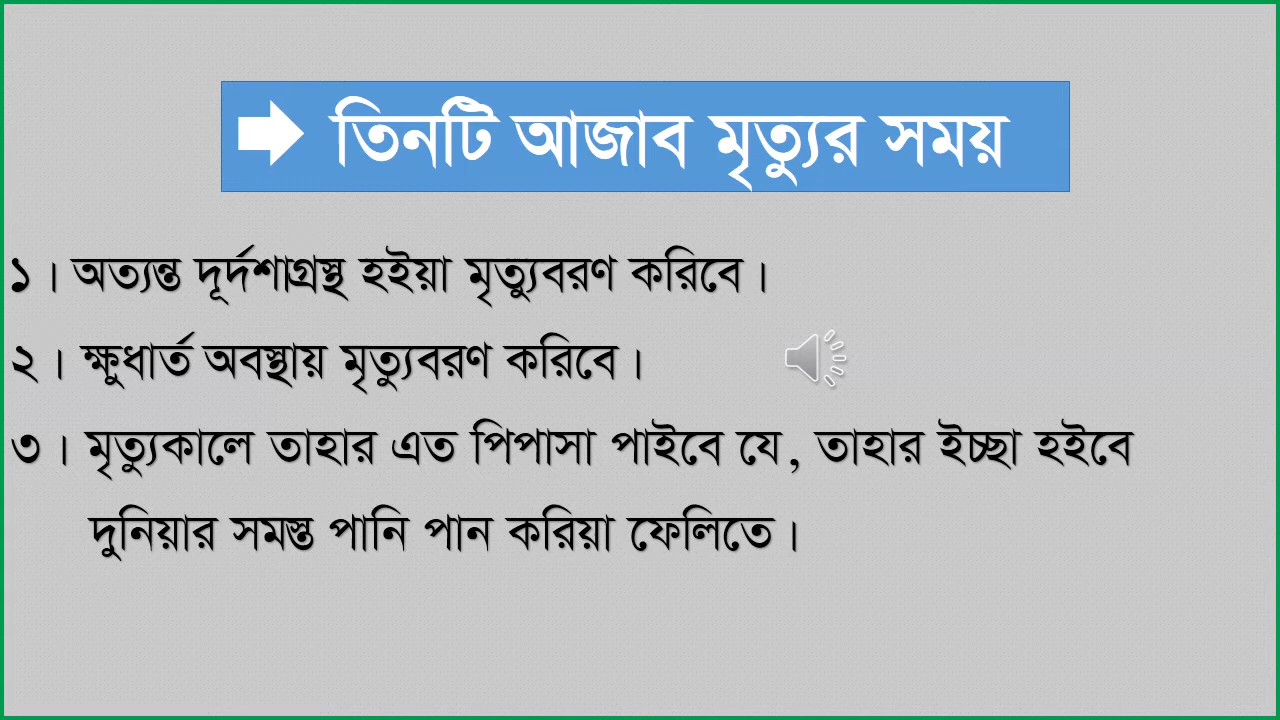 তিনটি আজাব মৃত্যুর সময়
১। অত্যন্ত দূর্দশাগ্রস্থ হইয়া মৃত্যুবরণ করিবে।
২। ক্ষুধার্ত অবস্থায় মৃত্যুবরণ করিবে।
৩। মৃত্যুকালে তাহার এত পিপাসা পাইবে যে, তাহার ইচ্ছা হইবে
দুনিয়ার সমস্ত পানি পান করিয়া ফেলিতে।